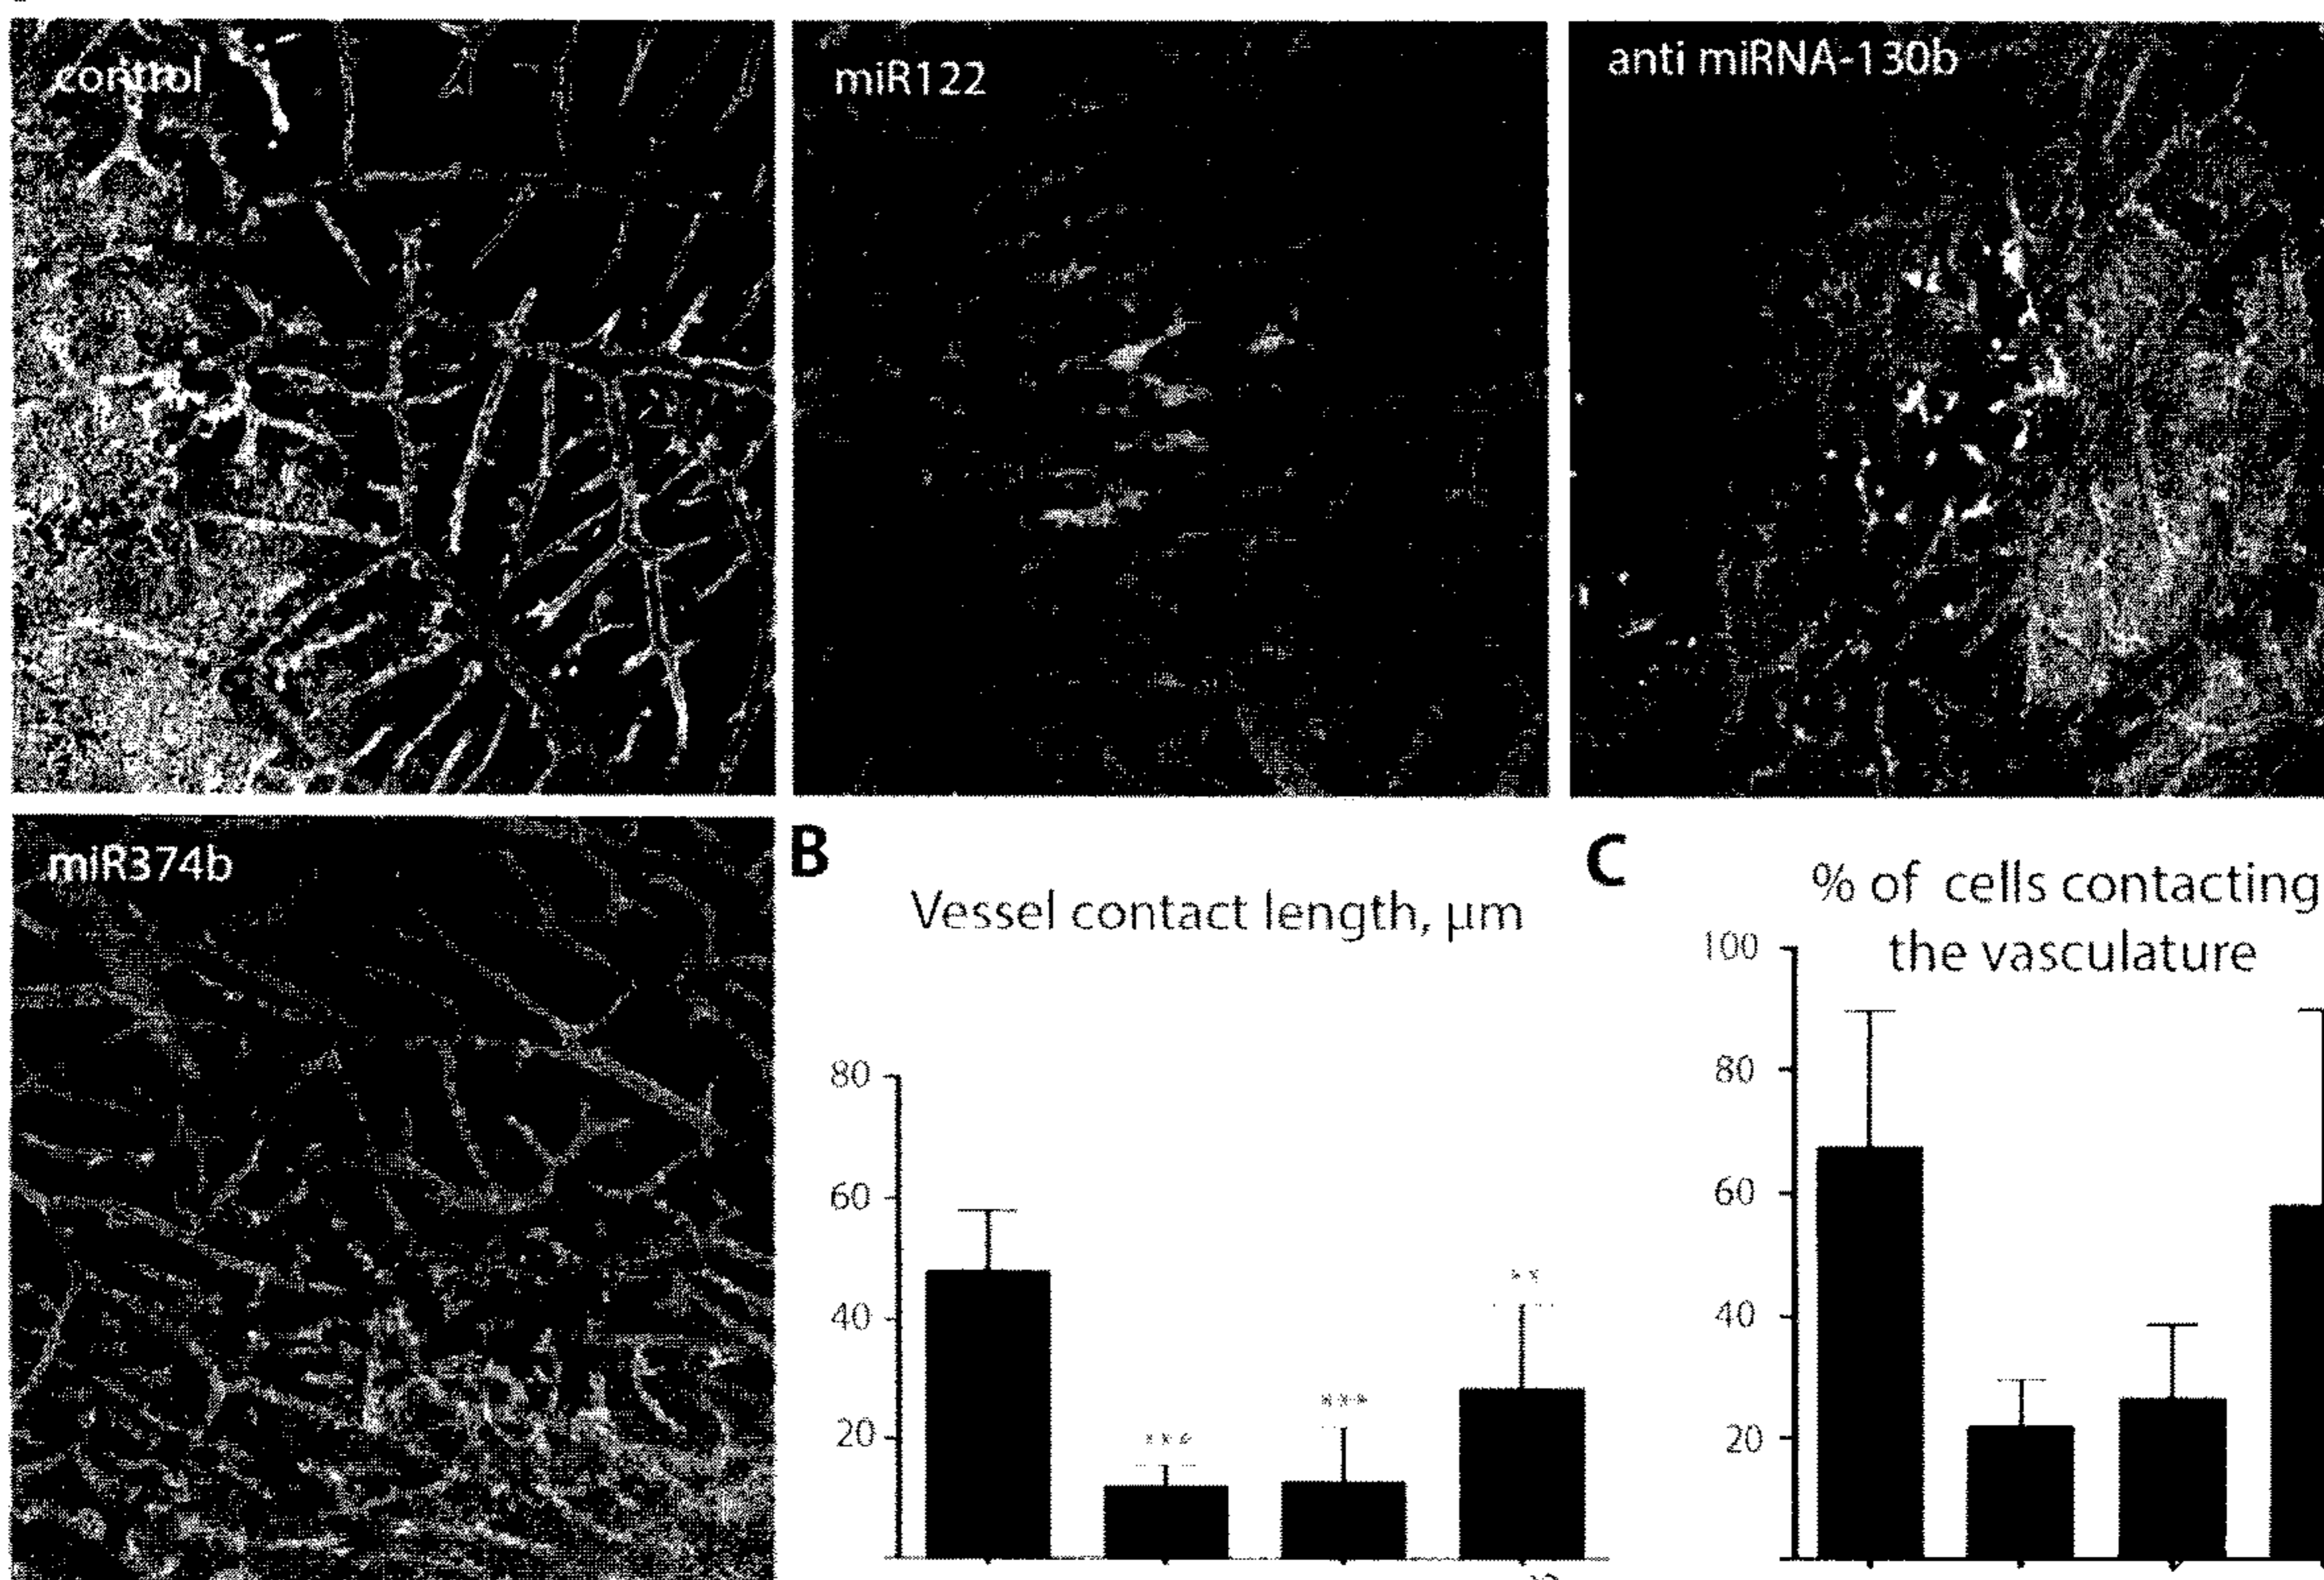 control
miR122
anti miRNA-130b
miR374b
B
Vessel contact length, µm
80
60
40
20
**
***
***
C
% of cells contacting
the vasculature
100
80
60
40
20